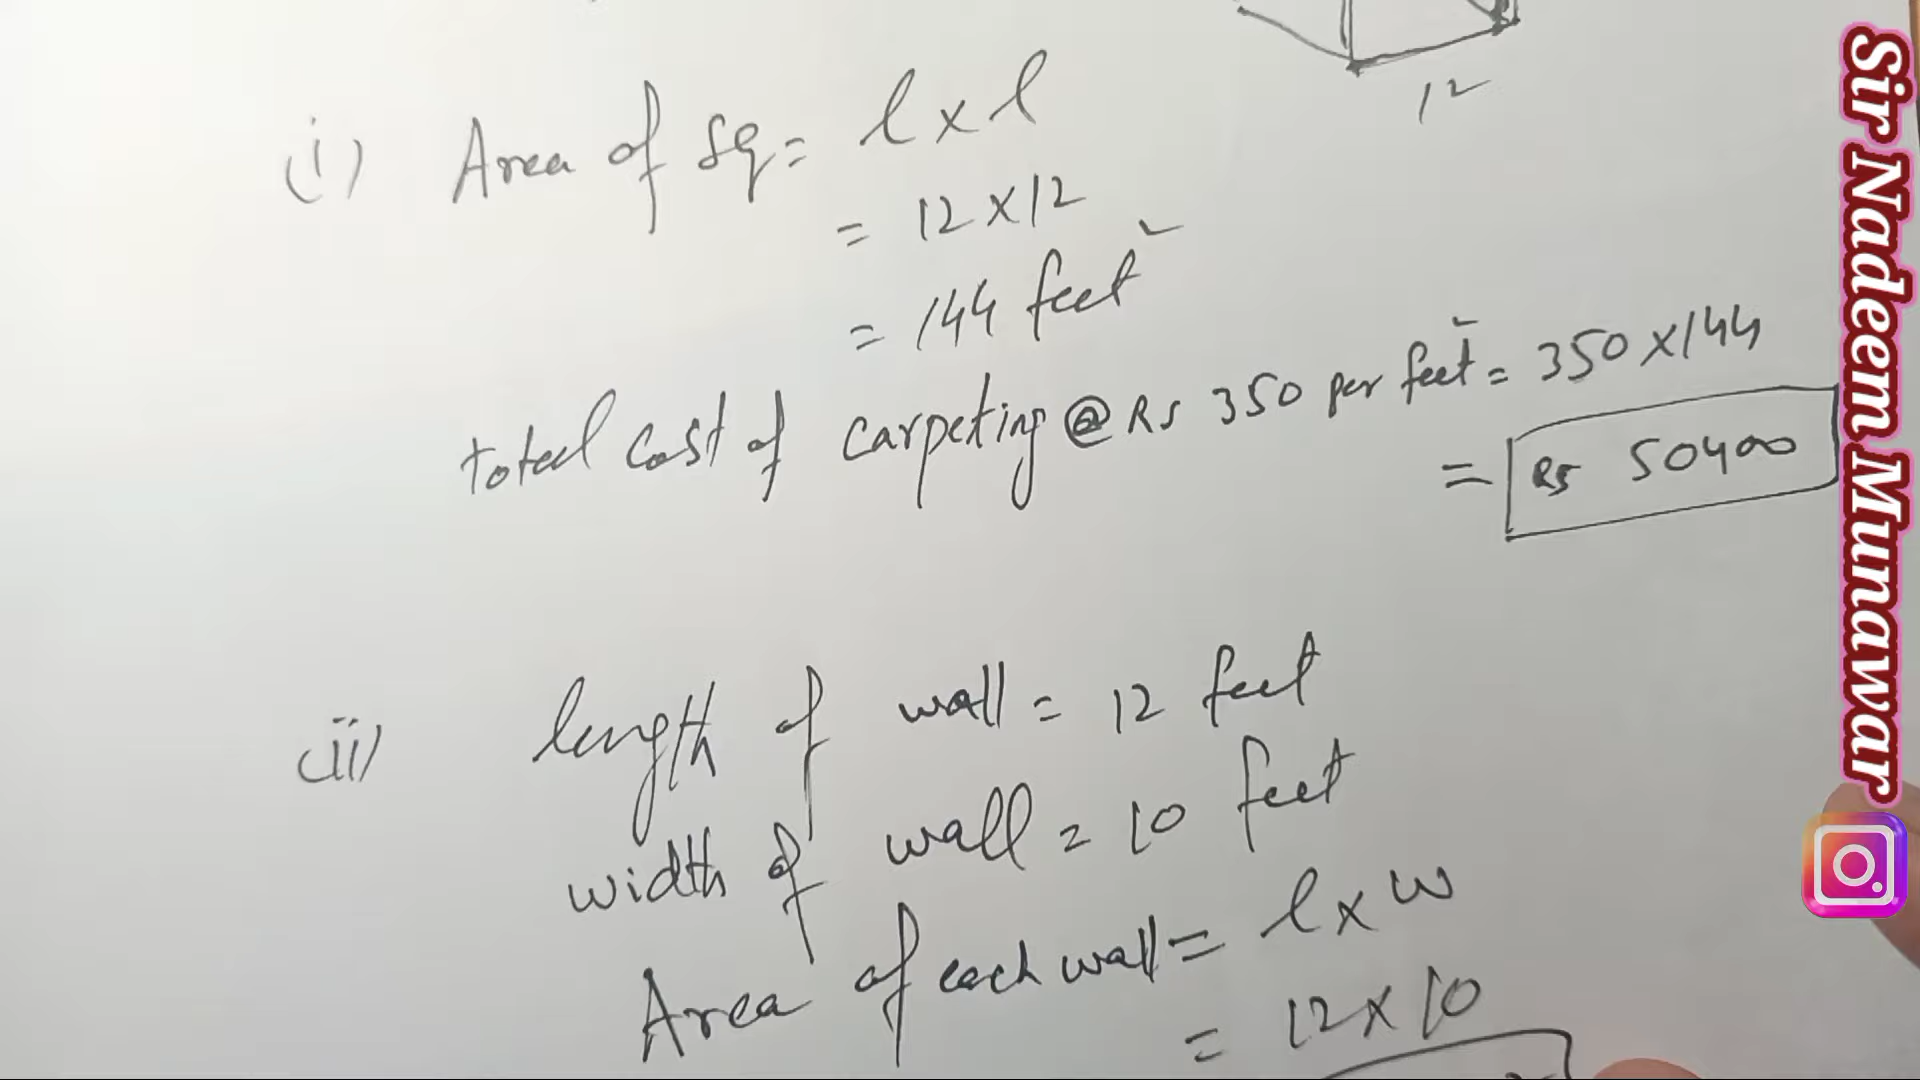 12
(i) Area of sq = l x l
= 12 x 12
= 144 feet²
total cost of carpeting @ Rs 350 per feet² = 350 x 144
= Rs 50400
(ii) length of wall = 12 feet
width of wall = 10 feet
Area of each wall = l x w
= 12 x 10
Sir Nadeem Munawar